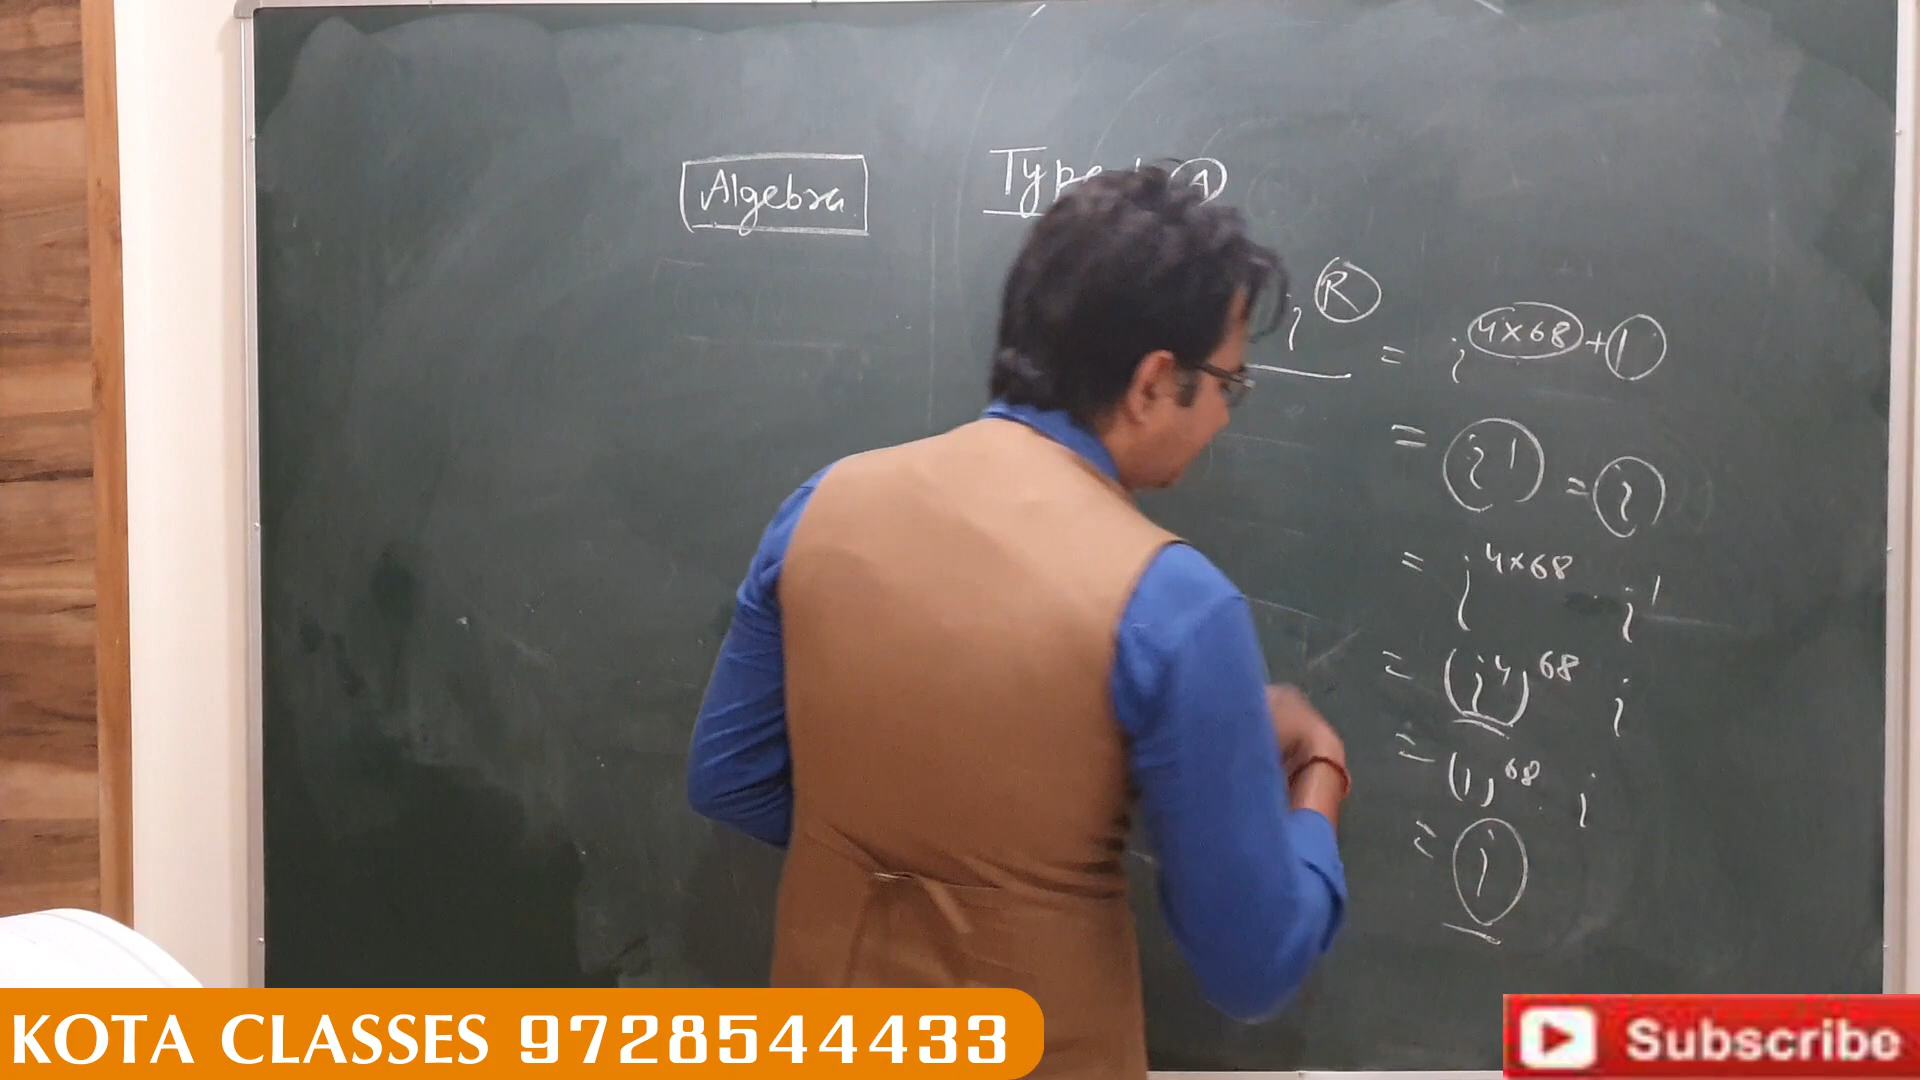 Algebra
Type A
i^R = i^4×68+1
= i^1 = i
= i^4×68 i^1
= (i^4)^68 i
= (1)^68 . i
= i
KOTA CLASSES 9728544433
Subscribe